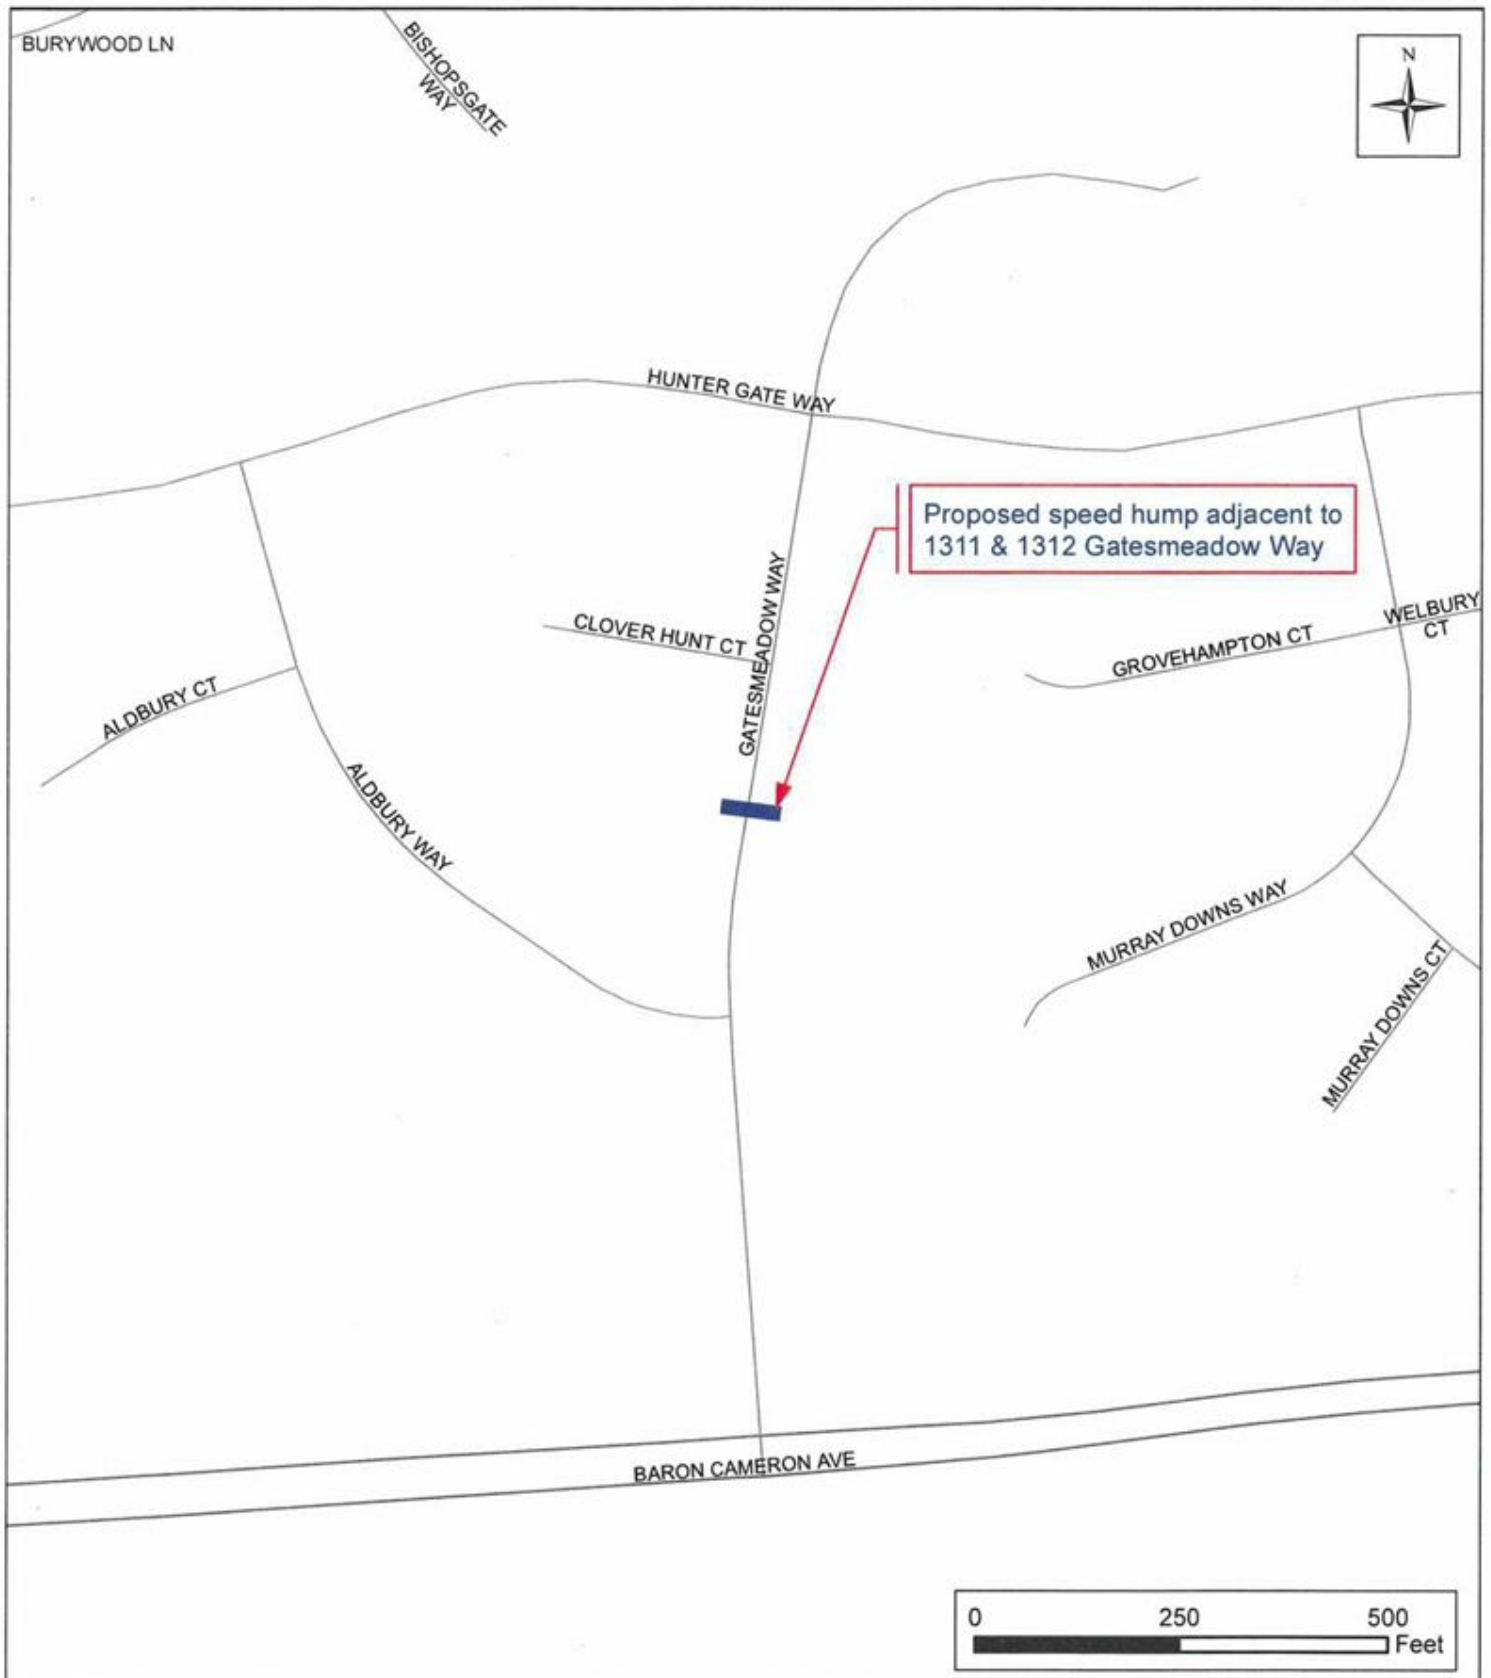 BURYWOOD LN
BISHOPSGATE
WAY
N
HUNTER GATE WAY
Proposed speed hump adjacent to
1311 & 1312 Gatesmeadow Way
GATESMEADOW WAY
CLOVER HUNT CT
WELBURY
CT
GROVEHAMPTON CT
ALDBURY CT
ALDBURY WAY
MURRAY DOWNS WAY
MURRAY DOWNS CT
BARON CAMERON AVE
0 250 500
Feet